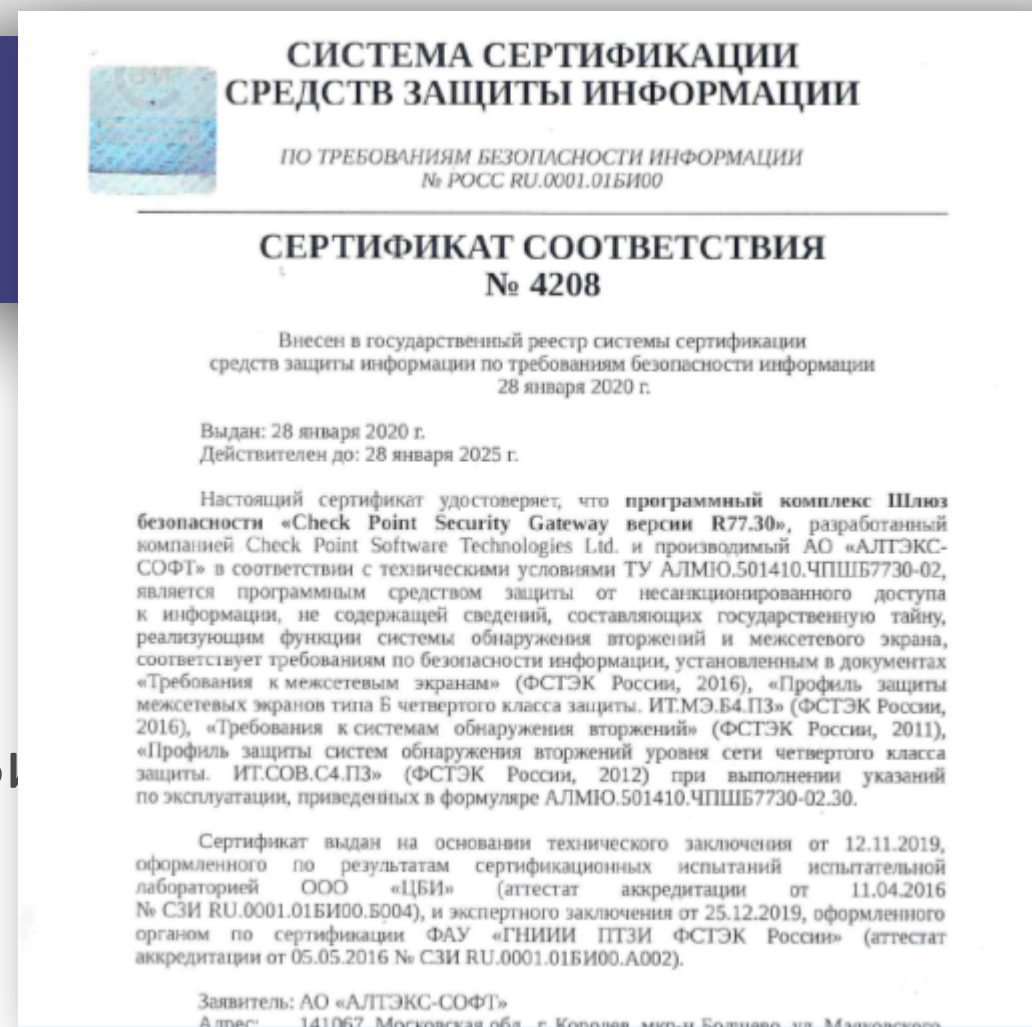 СИСТЕМА СЕРТИФИКАЦИИ
СРЕДСТВ ЗАЩИТЫ ИНФОРМАЦИИ
ПО ТРЕБОВАНИЯМ БЕЗОПАСНОСТИ ИНФОРМАЦИИ
№ РОСС RU.0001.01БИ00
СЕРТИФИКАТ СООТВЕТСТВИЯ
№ 4208
Внесен в государственный реестр системы сертификации
средств защиты информации по требованиям безопасности информации
28 января 2020 г.
Выдан: 28 января 2020 г.
Действителен до: 28 января 2025 г.
Настоящий сертификат удостоверяет, что программный комплекс Шлюз
безопасности «Check Point Security Gateway версии R77.30», разработанный
компанией Check Point Software Technologies Ltd. и производимый АО «АЛТЭКС-
СОФТ» в соответствии с техническими условиями ТУ АЛМЮ.501410.ЧПШБ7730-02,
является программным средством защиты от несанкционированного доступа
к информации, не содержащей сведений, составляющих государственную тайну,
реализующим функции системы обнаружения вторжений и межсетевого экрана,
соответствует требованиям по безопасности информации, установленным в документах
«Требования к межсетевым экранам» (ФСТЭК России, 2016), «Профиль защиты
межсетевых экранов типа Б четвертого класса защиты. ИТ.МЭ.Б4.ПЗ» (ФСТЭК России,
2016), «Требования к системам обнаружения вторжений» (ФСТЭК России, 2011),
«Профиль защиты систем обнаружения вторжений уровня сети четвертого класса
защиты. ИТ.СОВ.С4.ПЗ» (ФСТЭК России, 2012) при выполнении указаний
по эксплуатации, приведенных в формуляре АЛМЮ.501410.ЧПШБ7730-02.30.
Сертификат выдан на основании технического заключения от 12.11.2019,
оформленного по результатам сертификационных испытаний испытательной
лабораторией ООО «ЦБИ» (аттестат аккредитации от 11.04.2016
№ СЗИ RU.0001.01БИ00.Б004), и экспертного заключения от 25.12.2019, оформленного
органом по сертификации ФАУ «ГНИИИ ПТЗИ ФСТЭК России» (аттестат
аккредитации от 05.05.2016 № СЗИ RU.0001.01БИ00.А002).
Заявитель: АО «АЛТЭКС-СОФТ»
Адрес: 141067, Московская обл., г. Королев, мкр-н Болшево, ул. Маяковского,